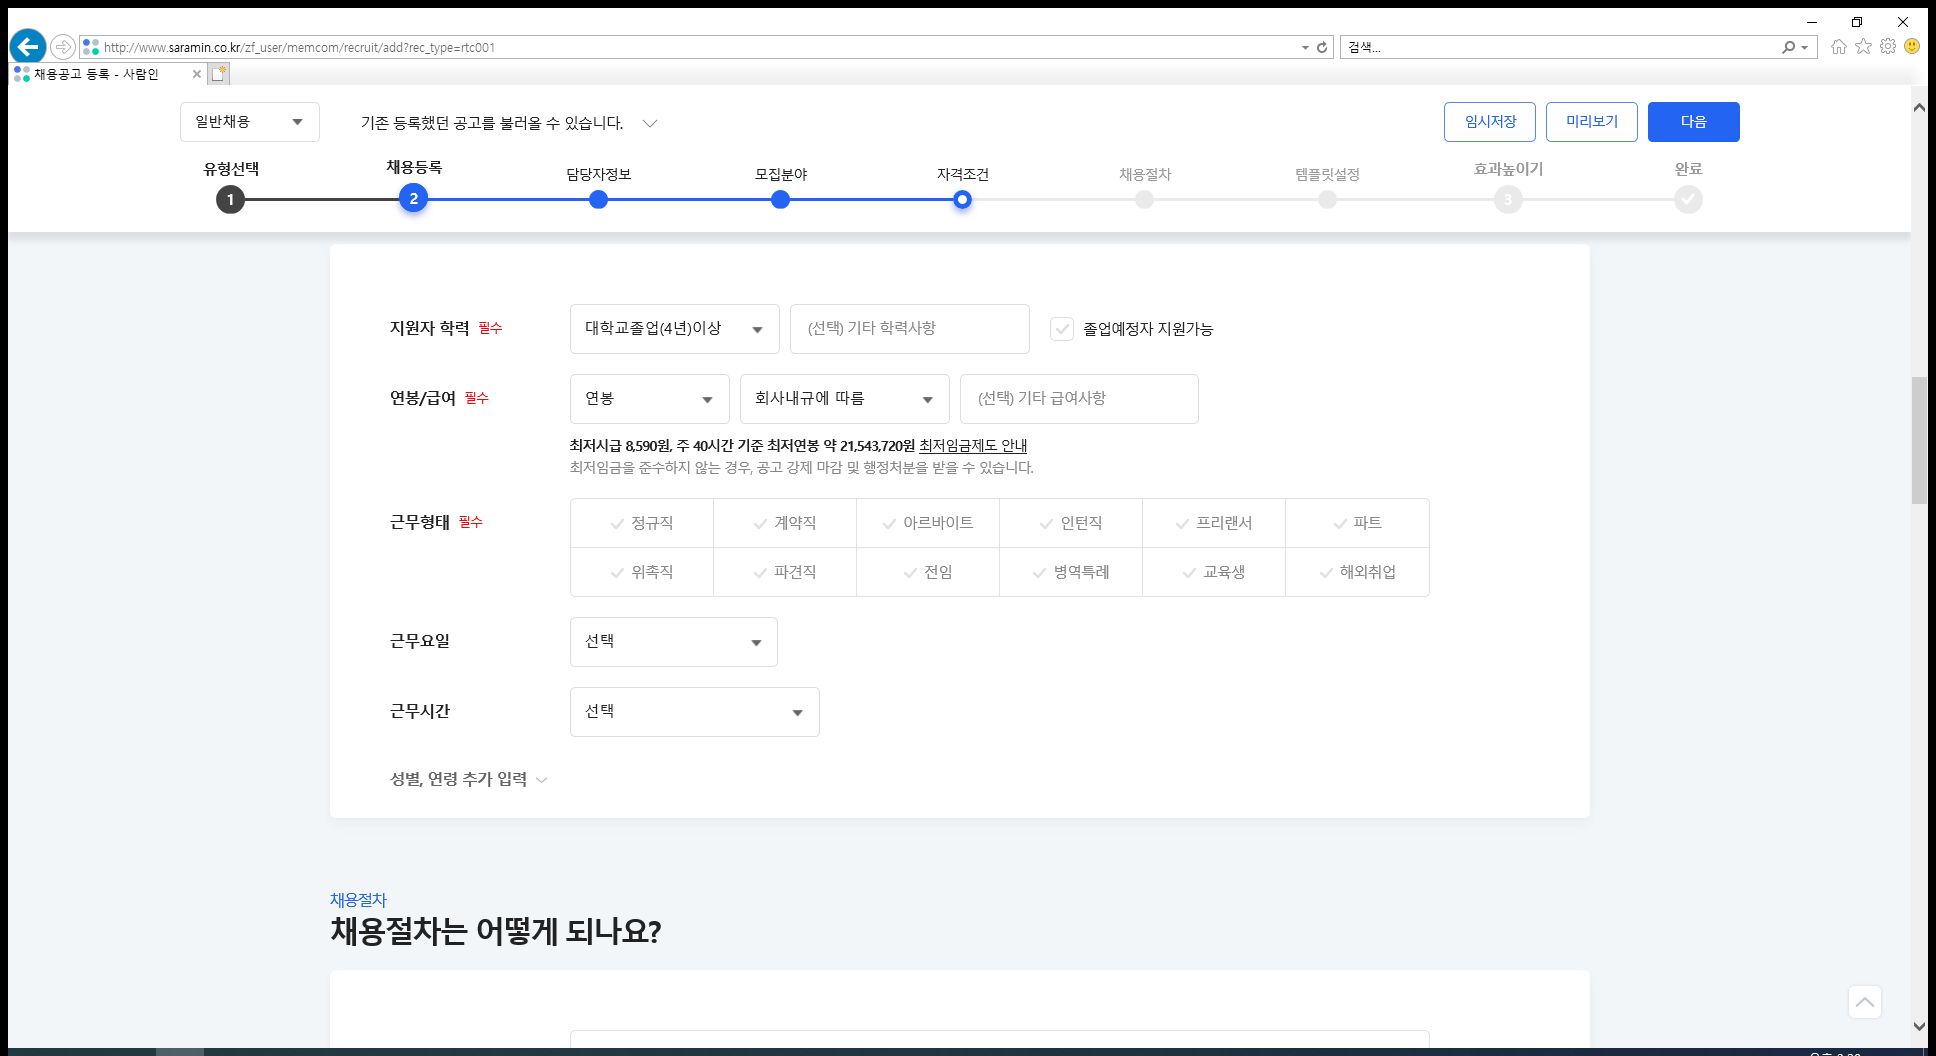 http://www.saramin.co.kr/zf_user/memcom/recruit/add?rec_type=rtc001
검색...
채용공고 등록 - 사람인
일반채용
기존 등록했던 공고를 불러올 수 있습니다.
임시저장
미리보기
다음
유형선택
채용등록
담당자정보
모집분야
자격조건
채용절차
템플릿설정
효과높이기
완료
1
2
3
지원자 학력 필수
대학교졸업(4년)이상
(선택) 기타 학력사항
졸업예정자 지원가능
연봉/급여 필수
연봉
회사내규에 따름
(선택) 기타 급여사항
최저시급 8,590원, 주 40시간 기준 최저연봉 약 21,543,720원 최저임금제도 안내
최저임금을 준수하지 않는 경우, 공고 강제 마감 및 행정처분을 받을 수 있습니다.
근무형태 필수
정규직 계약직 아르바이트 인턴직 프리랜서 파트
위촉직 파견직 전임 병역특례 교육생 해외취업
근무요일
선택
근무시간
선택
성별, 연령 추가 입력
채용절차
채용절차는 어떻게 되나요?